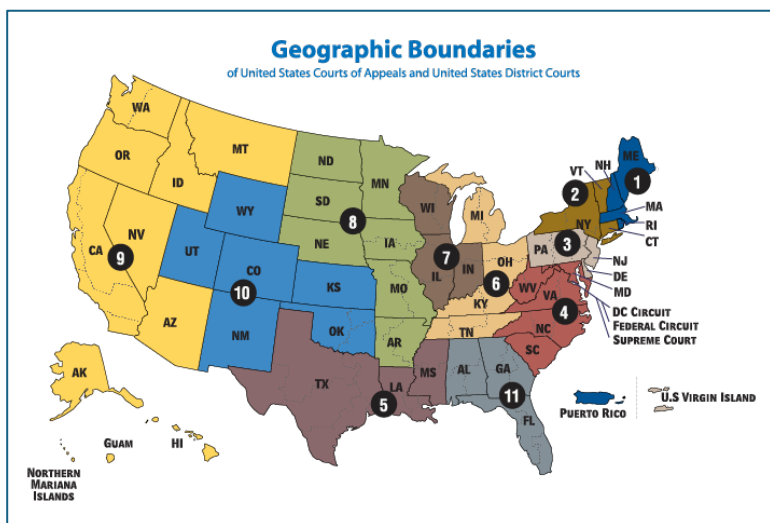 Geographic Boundaries
of United States Courts of Appeals and United States District Courts
WA
MT
ND
MN
OR
ID
SD
WI
MI
VT
NH
ME
1
2
MA
RI
CT
NY
WY
NE
IA
8
7
IL
IN
OH
PA
3
NJ
DE
MD
NV
CA
9
UT
CO
10
KS
MO
6
KY
WV
VA
4
DC CIRCUIT
FEDERAL CIRCUIT
SUPREME COURT
AZ
NM
OK
AR
TN
NC
SC
TX
LA
5
MS
AL
GA
11
FL
AK
HI
GUAM
NORTHERN
MARIANA
ISLANDS
PUERTO RICO
U.S VIRGIN ISLAND